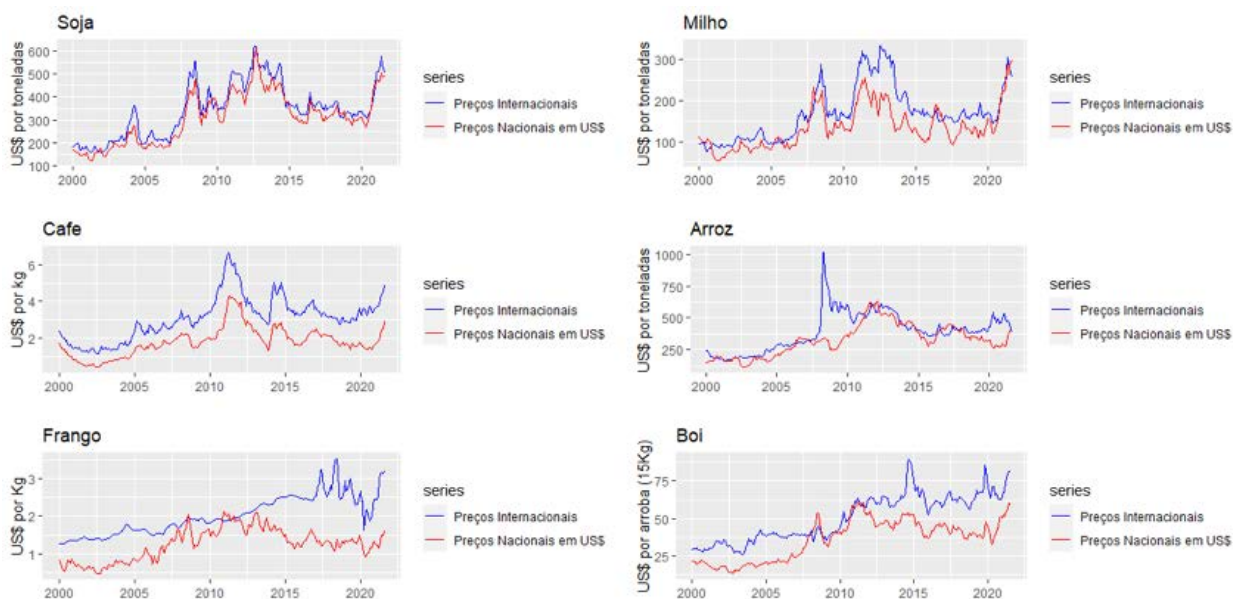 Soja
US$ por toneladas
600
500
400
300
200
100
2000
2005
2010
2015
2020
series
Preços Internacionais
Preços Nacionais em US$
Milho
US$ por toneladas
300
200
100
2000
2005
2010
2015
2020
series
Preços Internacionais
Preços Nacionais em US$
Cafe
US$ por kg
6
4
2
2000
2005
2010
2015
2020
series
Preços Internacionais
Preços Nacionais em US$
Arroz
US$ por toneladas
1000
750
500
250
2000
2005
2010
2015
2020
series
Preços Internacionais
Preços Nacionais em US$
Frango
US$ por Kg
3
2
1
2000
2005
2010
2015
2020
series
Preços Internacionais
Preços Nacionais em US$
Boi
US$ por arroba (15Kg)
75
50
25
2000
2005
2010
2015
2020
series
Preços Internacionais
Preços Nacionais em US$